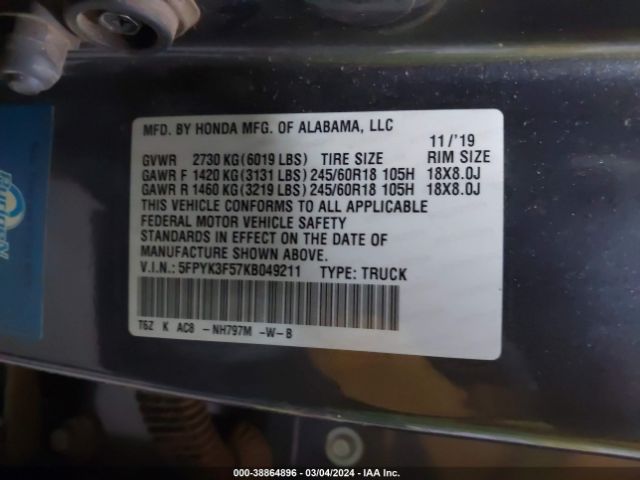 MFD. BY HONDA MFG. OF ALABAMA, LLC
11/'19
GVWR 2730 KG(6019 LBS) TIRE SIZE RIM SIZE
GAWR F 1420 KG(3131 LBS) 245/60R18 105H 18X8.0J
GAWR R 1460 KG(3219 LBS) 245/60R18 105H 18X8.0J
THIS VEHICLE CONFORMS TO ALL APPLICABLE
FEDERAL MOTOR VEHICLE SAFETY
STANDARDS IN EFFECT ON THE DATE OF
MANUFACTURE SHOWN ABOVE.
V.I.N.: 5FPYK3F57KB049211 TYPE: TRUCK
T6Z K AC8 -NH797M -W-B
000-38864896 - 03/04/2024 - IAA Inc.